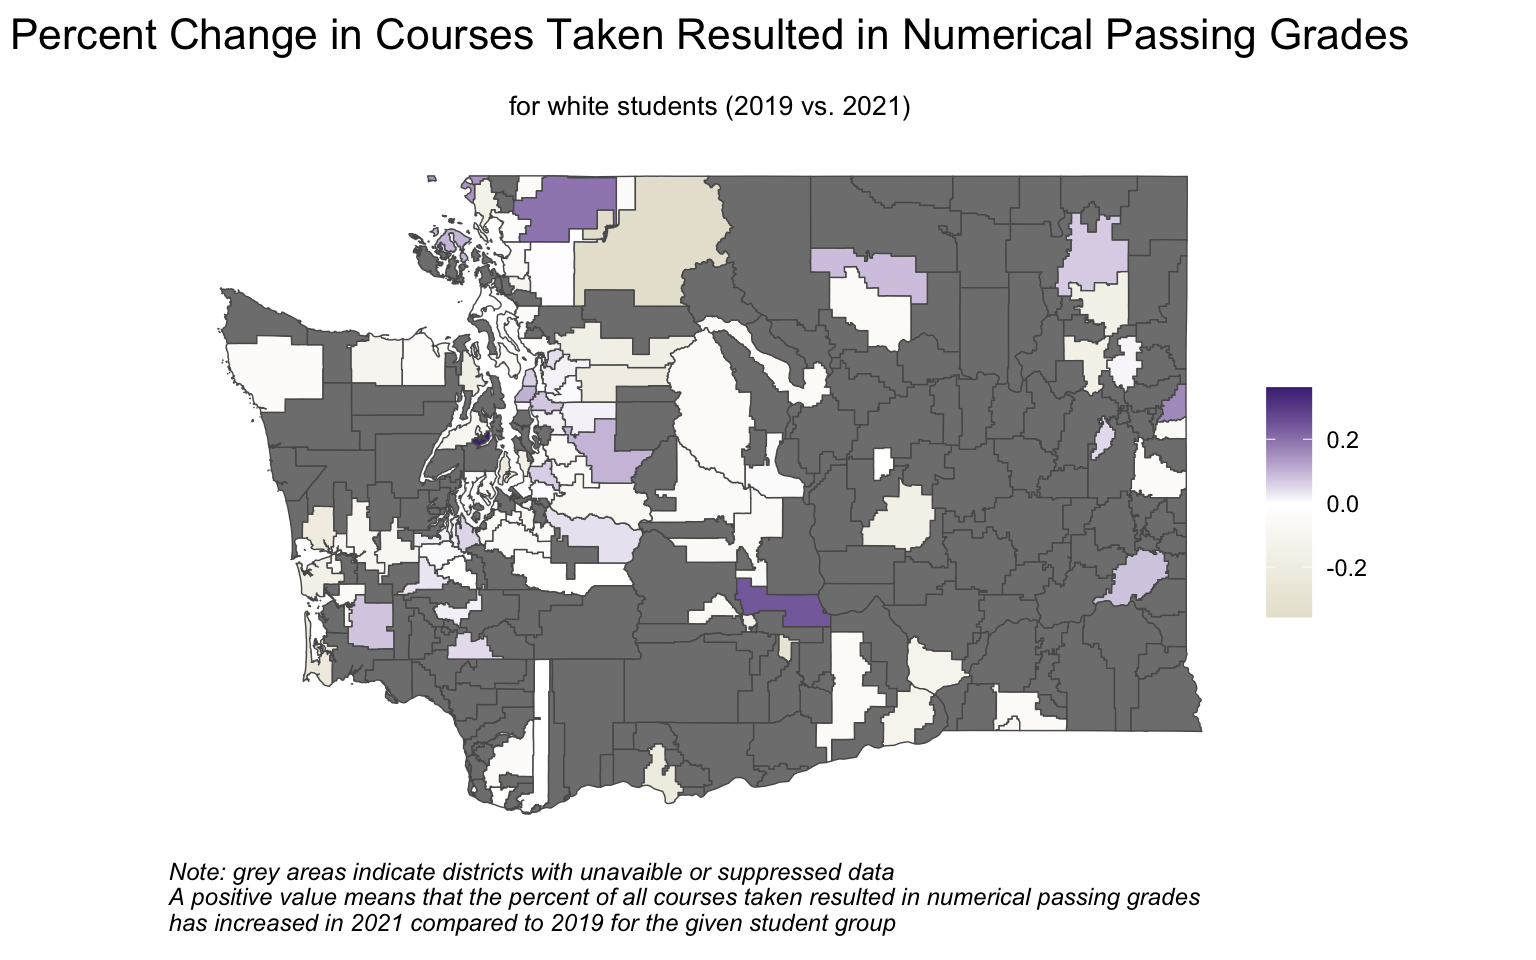 Percent Change in Courses Taken Resulted in Numerical Passing Grades
for white students (2019 vs. 2021)
0.2
0.0
-0.2
Note: grey areas indicate districts with unavaible or suppressed data
A positive value means that the percent of all courses taken resulted in numerical passing grades
has increased in 2021 compared to 2019 for the given student group